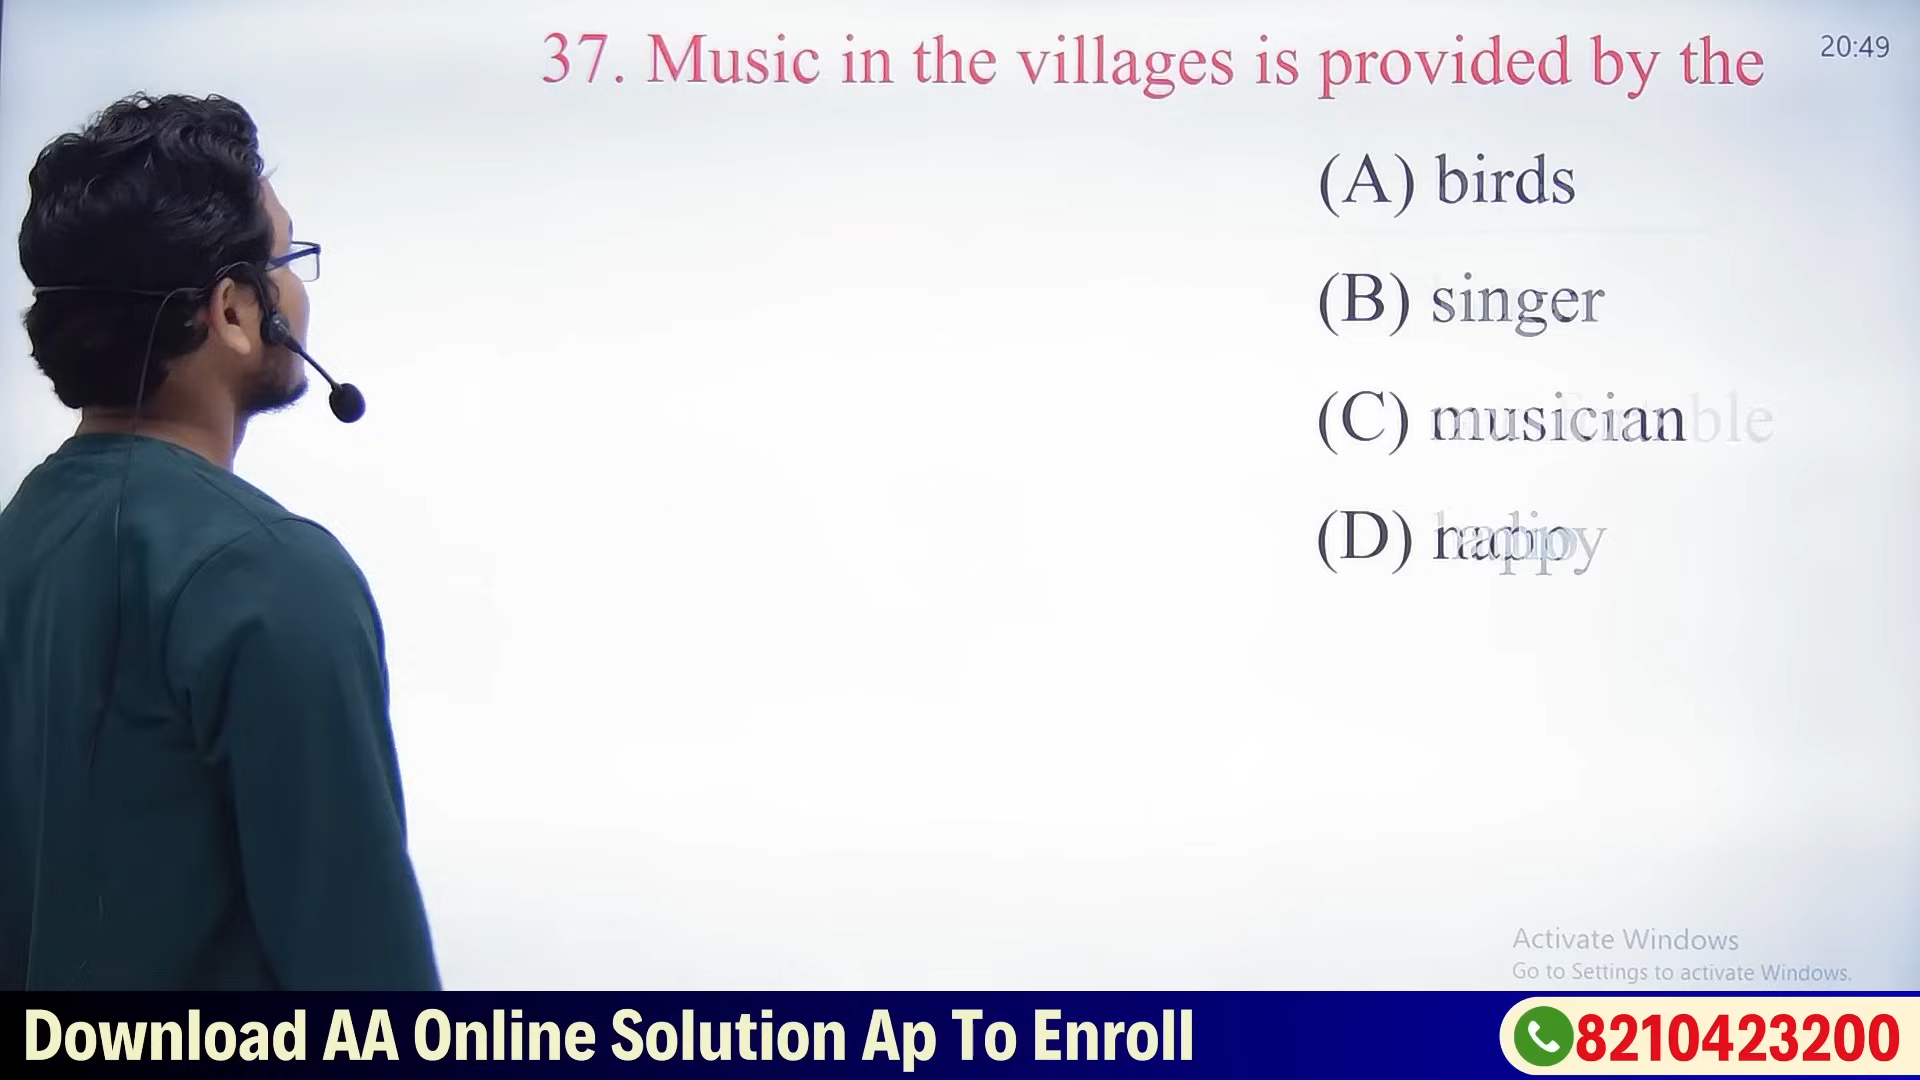 37. Music in the villages is provided by the
20:49
(A) birds
(B) singer
(C) musician
(D)
Activate Windows
Go to Settings to activate Windows.
Download AA Online Solution Ap To Enroll
8210423200